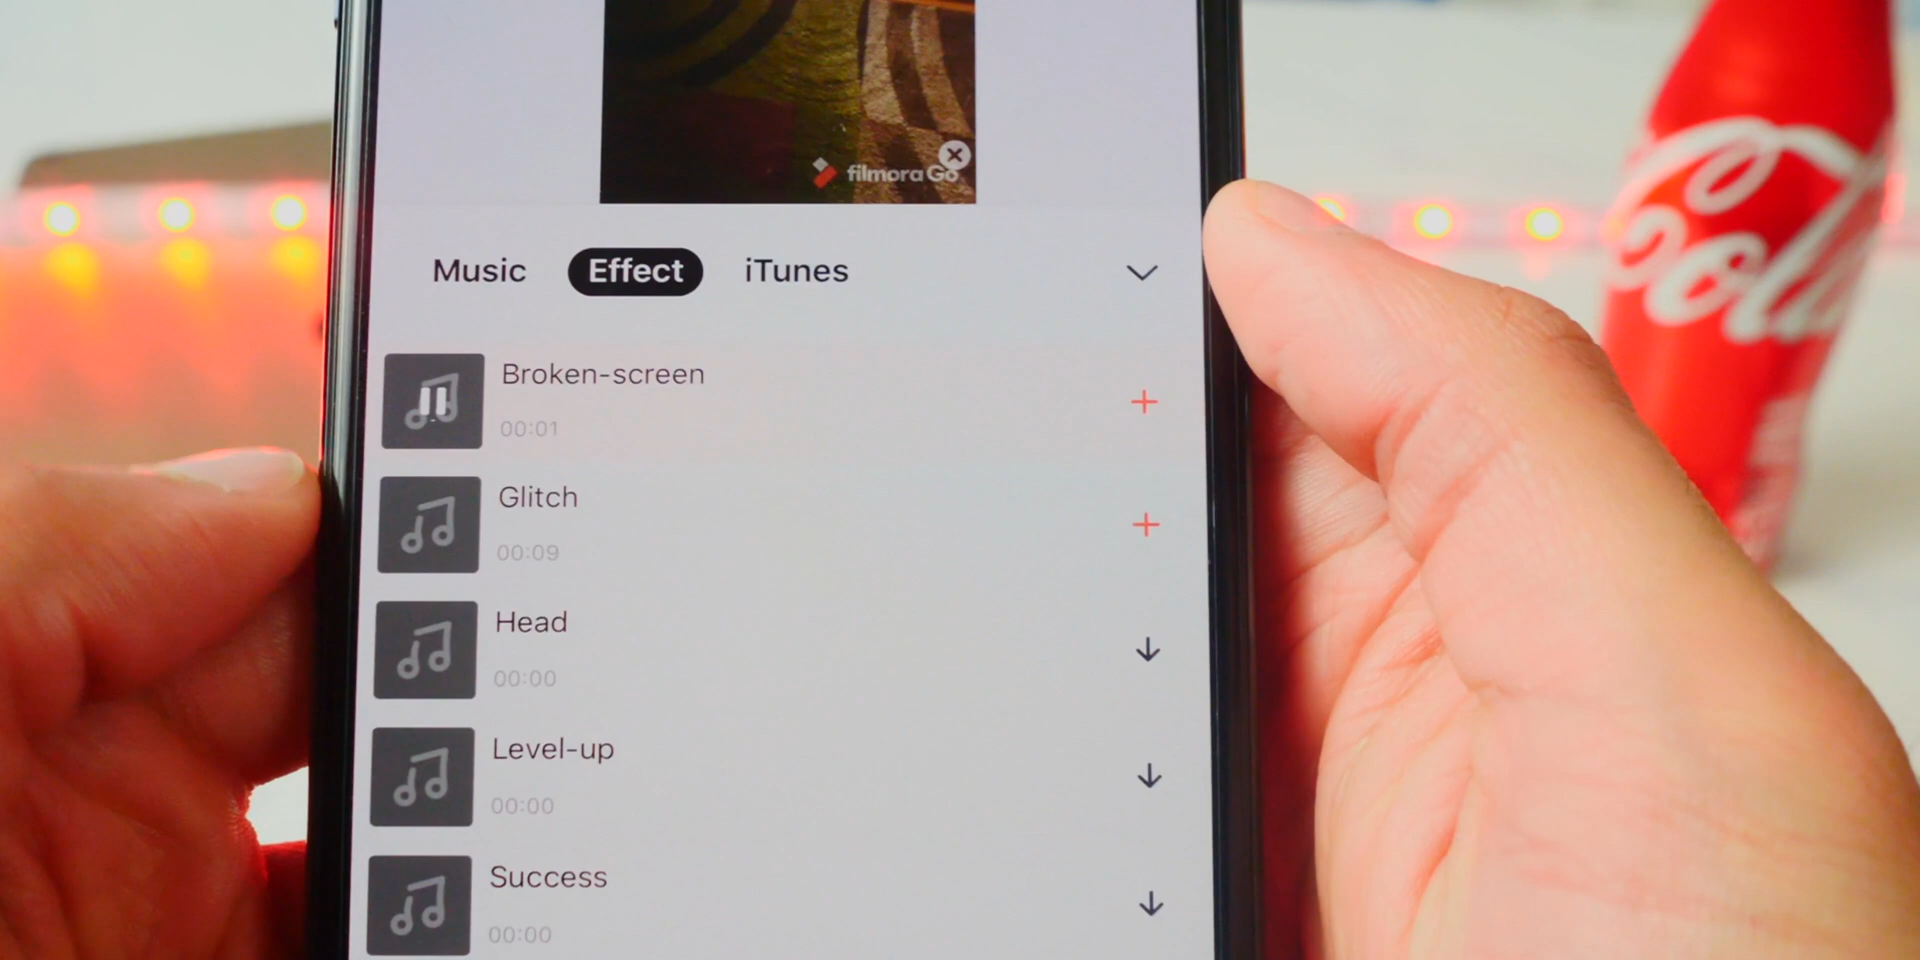 filmora Go
Music Effect iTunes
Broken-screen
00:01
Glitch
00:09
Head
00:00
Level-up
00:00
Success
00:00
Coca